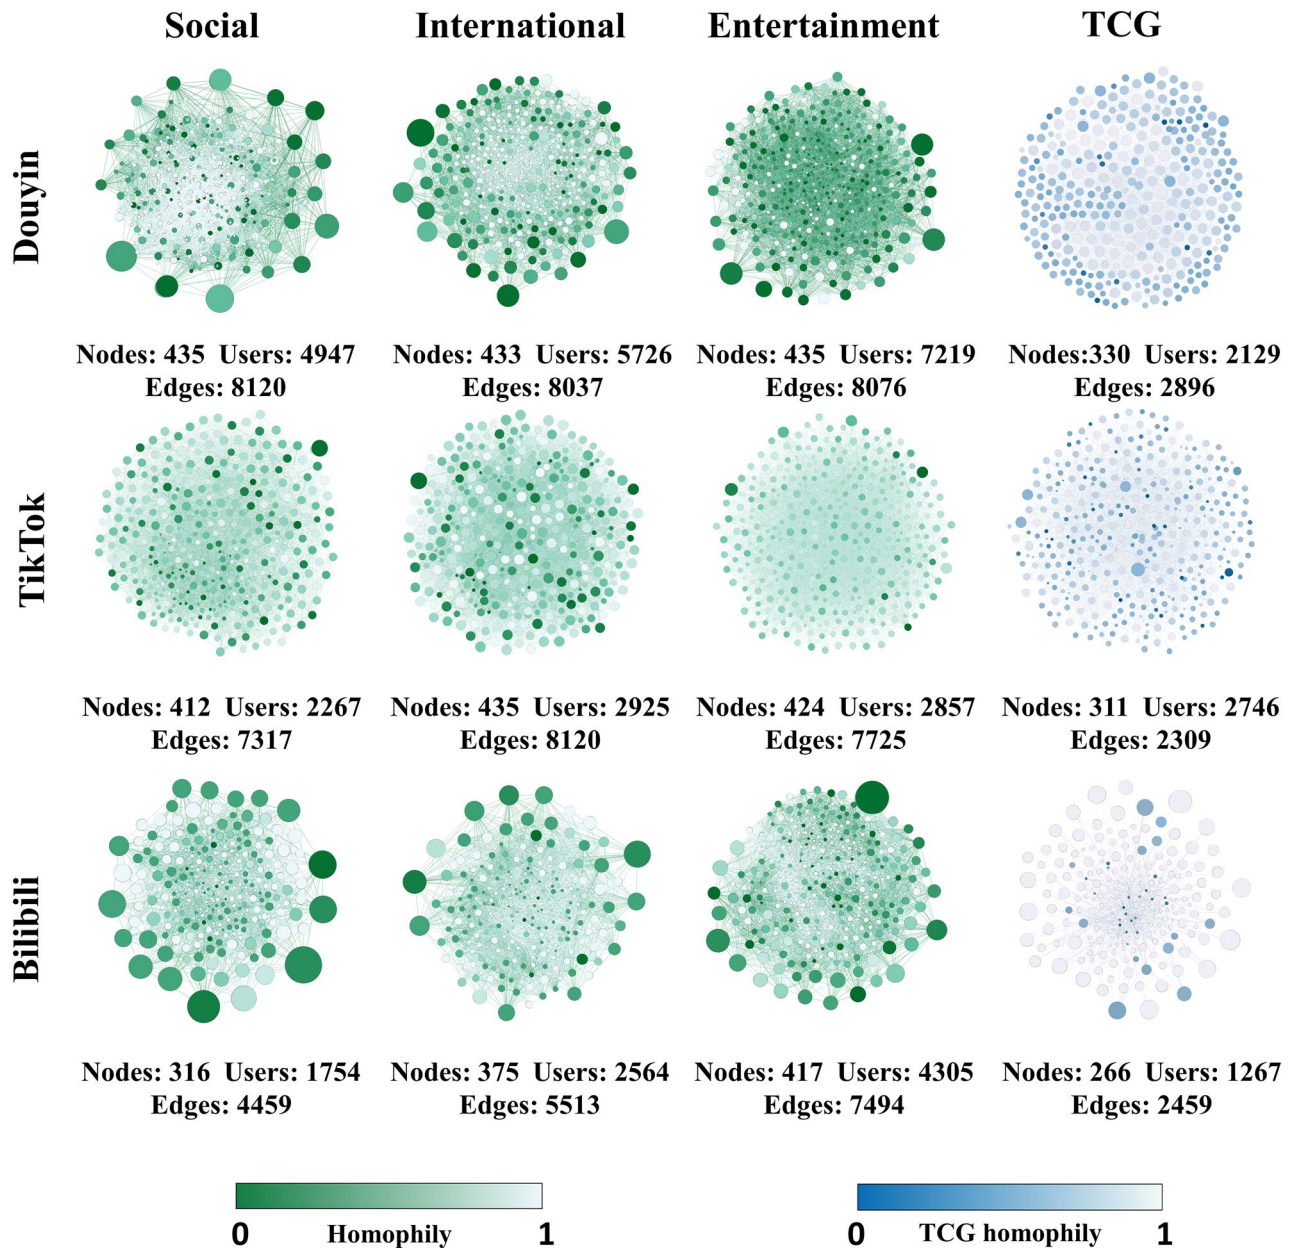 Social International Entertainment TCG
Douyin
Nodes: 435 Users: 4947 Nodes: 433 Users: 5726 Nodes: 435 Users: 7219 Nodes:330 Users: 2129
Edges: 8120 Edges: 8037 Edges: 8076 Edges: 2896
TikTok
Nodes: 412 Users: 2267 Nodes: 435 Users: 2925 Nodes: 424 Users: 2857 Nodes: 311 Users: 2746
Edges: 7317 Edges: 8120 Edges: 7725 Edges: 2309
Bilibili
Nodes: 316 Users: 1754 Nodes: 375 Users: 2564 Nodes: 417 Users: 4305 Nodes: 266 Users: 1267
Edges: 4459 Edges: 5513 Edges: 7494 Edges: 2459
0 Homophily 1 0 TCG homophily 1